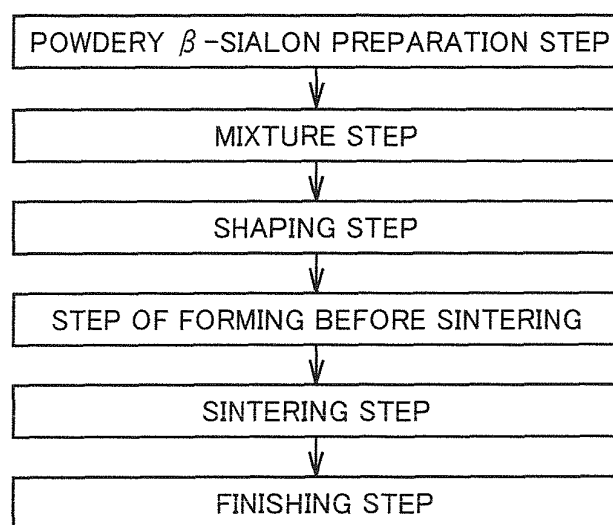 POWDERY β-SIALON PREPARATION STEP
MIXTURE STEP
SHAPING STEP
STEP OF FORMING BEFORE SINTERING
SINTERING STEP
FINISHING STEP